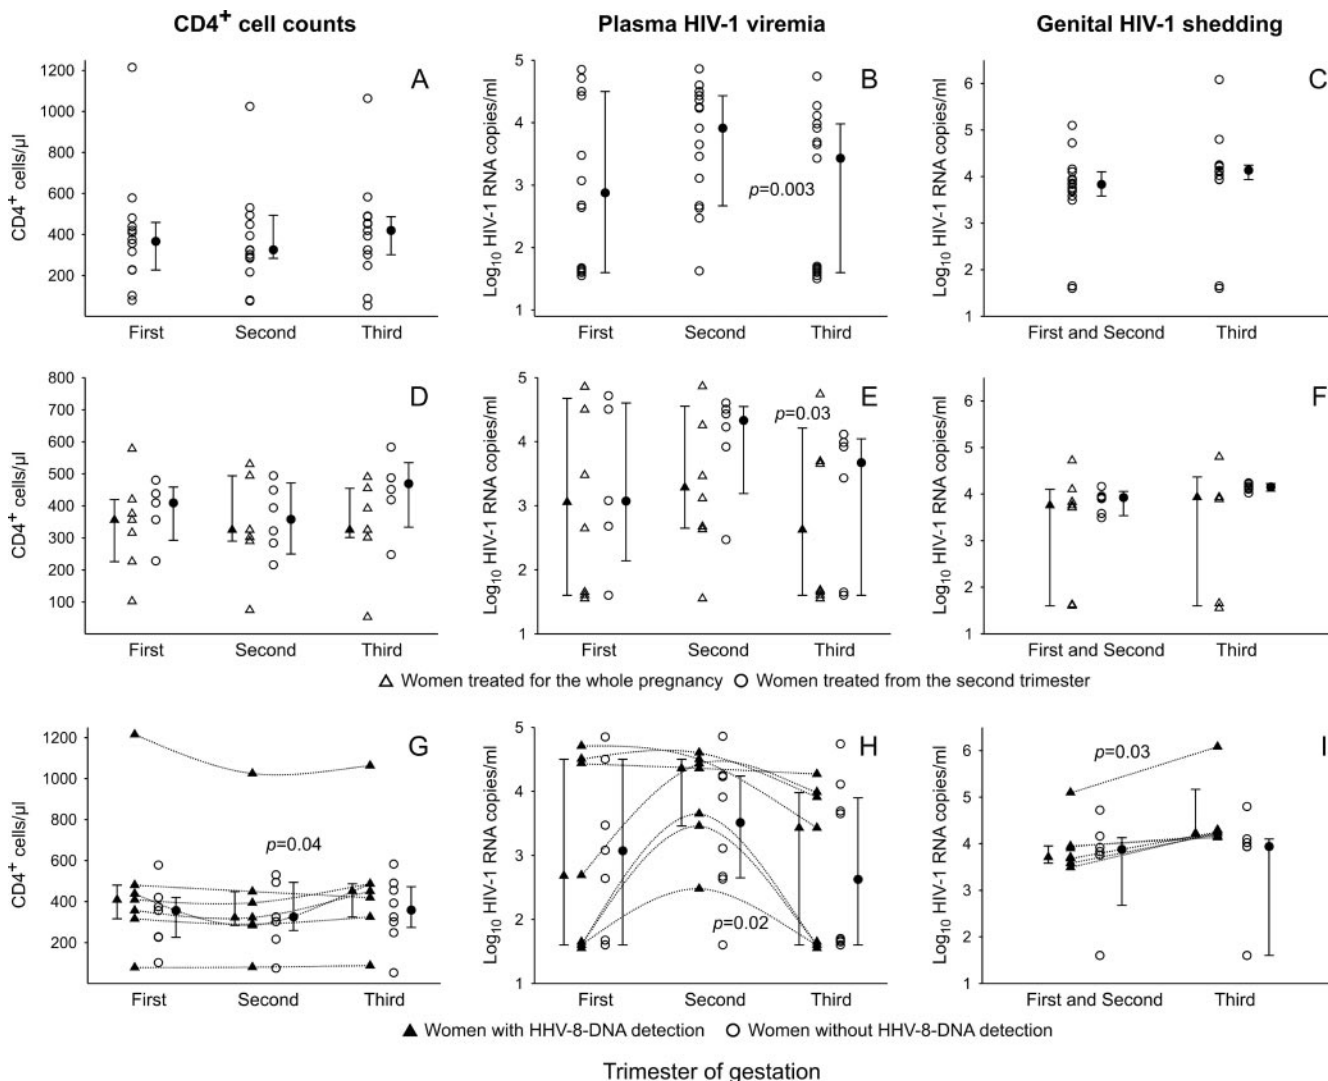 CD4+ cell counts
Plasma HIV-1 viremia
Genital HIV-1 shedding
A
CD4+ cells/µl
1200
1000
800
600
400
200
First
Second
Third
B
Log10 HIV-1 RNA copies/ml
5
4
3
2
1
p=0.003
First
Second
Third
C
Log10 HIV-1 RNA copies/ml
6
5
4
3
2
1
First and Second
Third
D
CD4+ cells/µl
800
700
600
500
400
300
200
100
First
Second
Third
E
Log10 HIV-1 RNA copies/ml
5
4
3
2
1
p=0.03
First
Second
Third
F
Log10 HIV-1 RNA copies/ml
6
5
4
3
2
1
First and Second
Third
Women treated for the whole pregnancy
Women treated from the second trimester
G
CD4+ cells/µl
1200
1000
800
600
400
200
p=0.04
First
Second
Third
H
Log10 HIV-1 RNA copies/ml
5
4
3
2
1
p=0.02
First
Second
Third
I
Log10 HIV-1 RNA copies/ml
6
5
4
3
2
1
p=0.03
First and Second
Third
Women with HHV-8-DNA detection
Women without HHV-8-DNA detection
Trimester of gestation